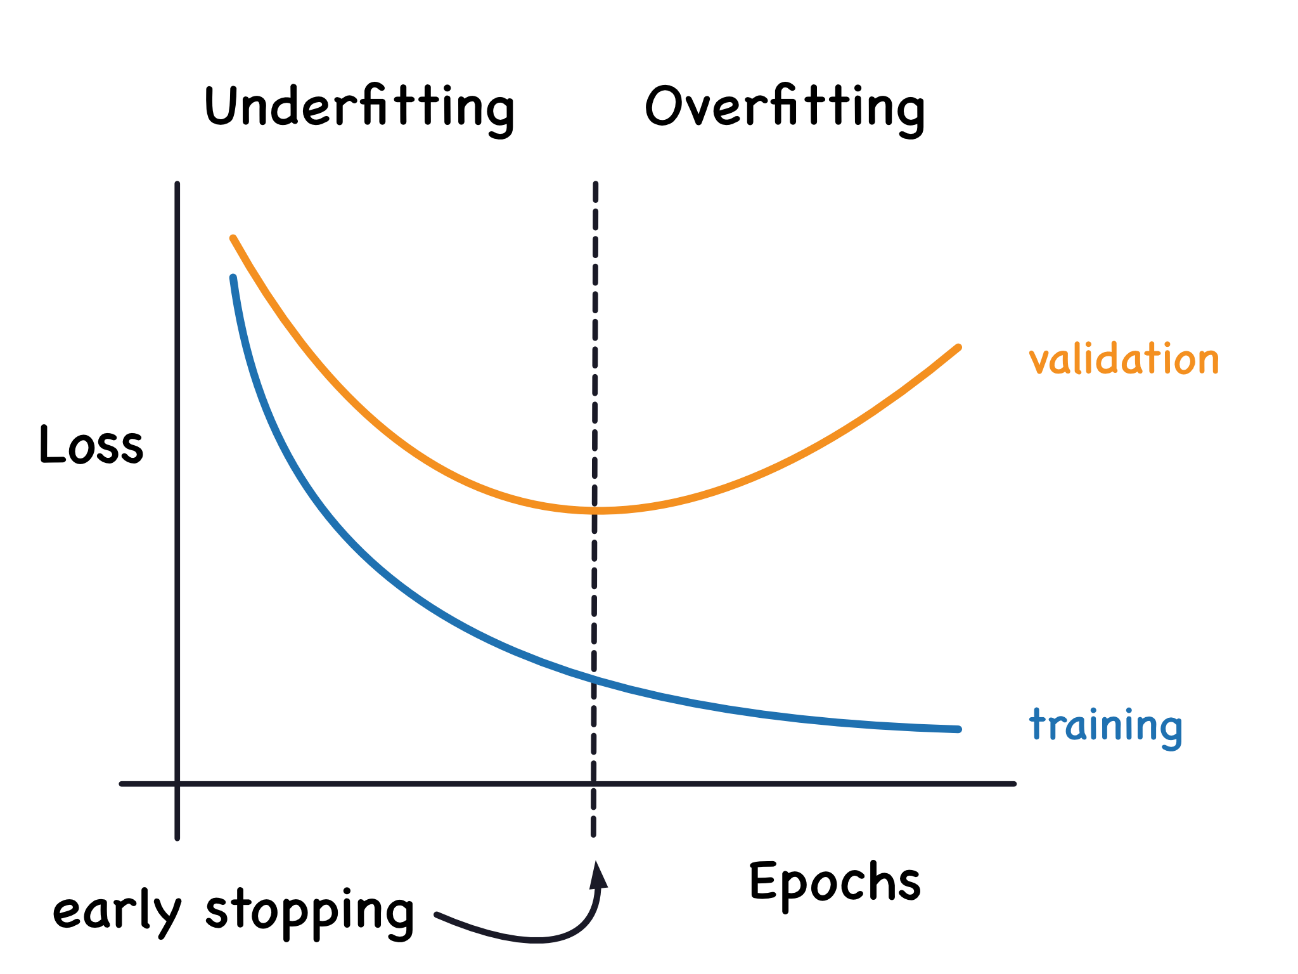 Underfitting
Overfitting
Loss
validation
training
Epochs
early stopping